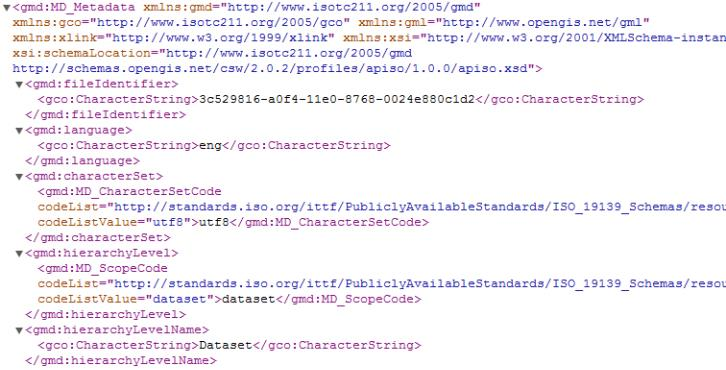 <gmd:MD_Metadata xmlns:gmd="http://www.isotc211.org/2005/gmd"
xmlns:gco="http://www.isotc211.org/2005/gco" xmlns:gml="http://www.opengis.net/gml"
xmlns:xlink="http://www.w3.org/1999/xlink" xmlns:xsi="http://www.w3.org/2001/XMLSchema-instan
xsi:schemaLocation="http://www.isotc211.org/2005/gmd
http://schemas.opengis.net/csw/2.0.2/profiles/apiso/1.0.0/apiso.xsd">
▼<gmd:fileIdentifier>
<gco:CharacterString>3c529816-a0f4-11e0-8768-0024e880c1d2</gco:CharacterString>
</gmd:fileIdentifier>
▼<gmd:language>
<gco:CharacterString>eng</gco:CharacterString>
</gmd:language>
▼<gmd:characterSet>
<gmd:MD_CharacterSetCode
codeList="http://standards.iso.org/ittf/PubliclyAvailableStandards/ISO_19139_Schemas/resou
codeListValue="utf8">utf8</gmd:MD_CharacterSetCode>
</gmd:characterSet>
▼<gmd:hierarchyLevel>
<gmd:MD_ScopeCode
codeList="http://standards.iso.org/ittf/PubliclyAvailableStandards/ISO_19139_Schemas/resou
codeListValue="dataset">dataset</gmd:MD_ScopeCode>
</gmd:hierarchyLevel>
▼<gmd:hierarchyLevelName>
<gco:CharacterString>Dataset</gco:CharacterString>
</gmd:hierarchyLevelName>